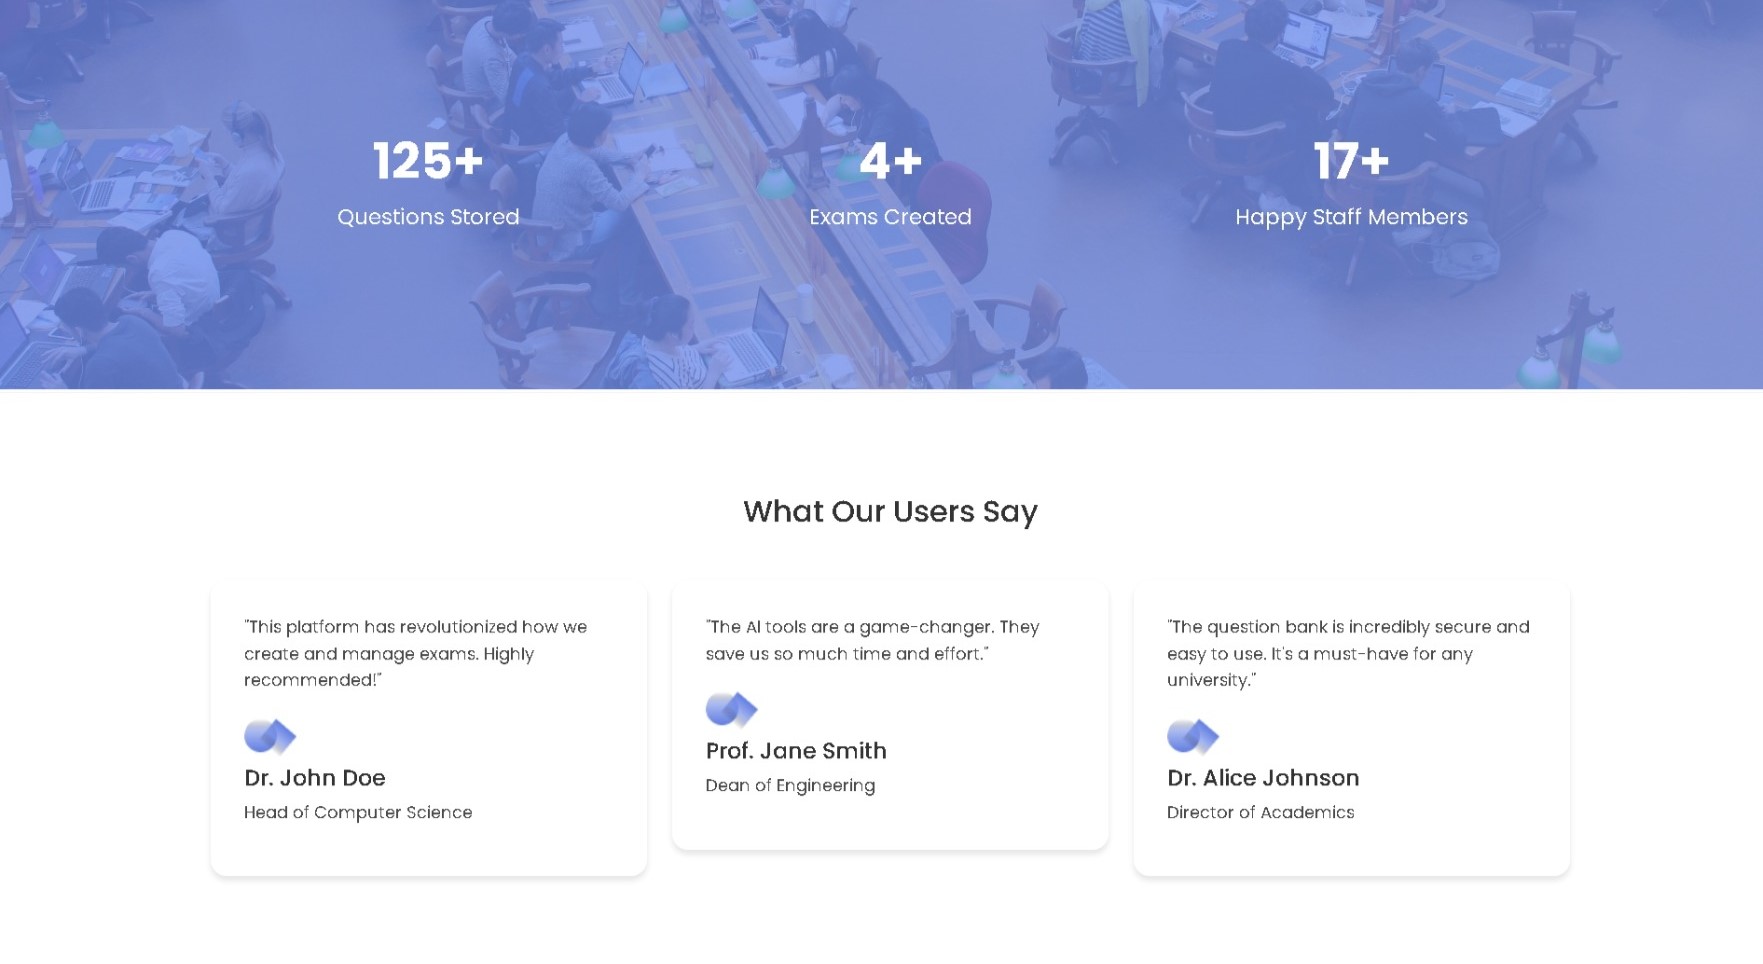 125+
Questions Stored
4+
Exams Created
17+
Happy Staff Members
What Our Users Say
"This platform has revolutionized how we
create and manage exams. Highly
recommended!"
Dr. John Doe
Head of Computer Science
"The AI tools are a game-changer. They
save us so much time and effort."
Prof. Jane Smith
Dean of Engineering
"The question bank is incredibly secure and
easy to use. It's a must-have for any
university."
Dr. Alice Johnson
Director of Academics